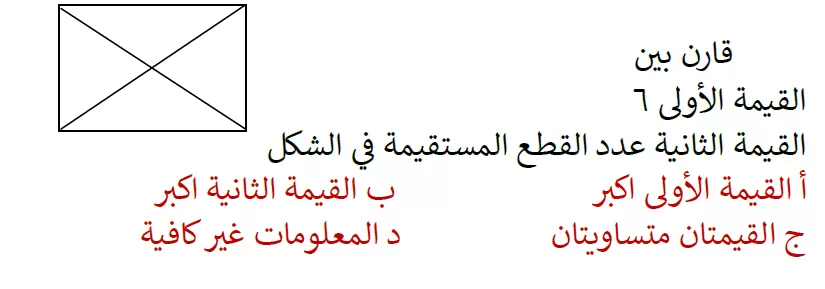 قارن بين
القيمة الأولى ٦
القيمة الثانية عدد القطع المستقيمة في الشكل
أ القيمة الأولى اكبر ب القيمة الثانية اكبر
ج القيمتان متساويتان د المعلومات غير كافية